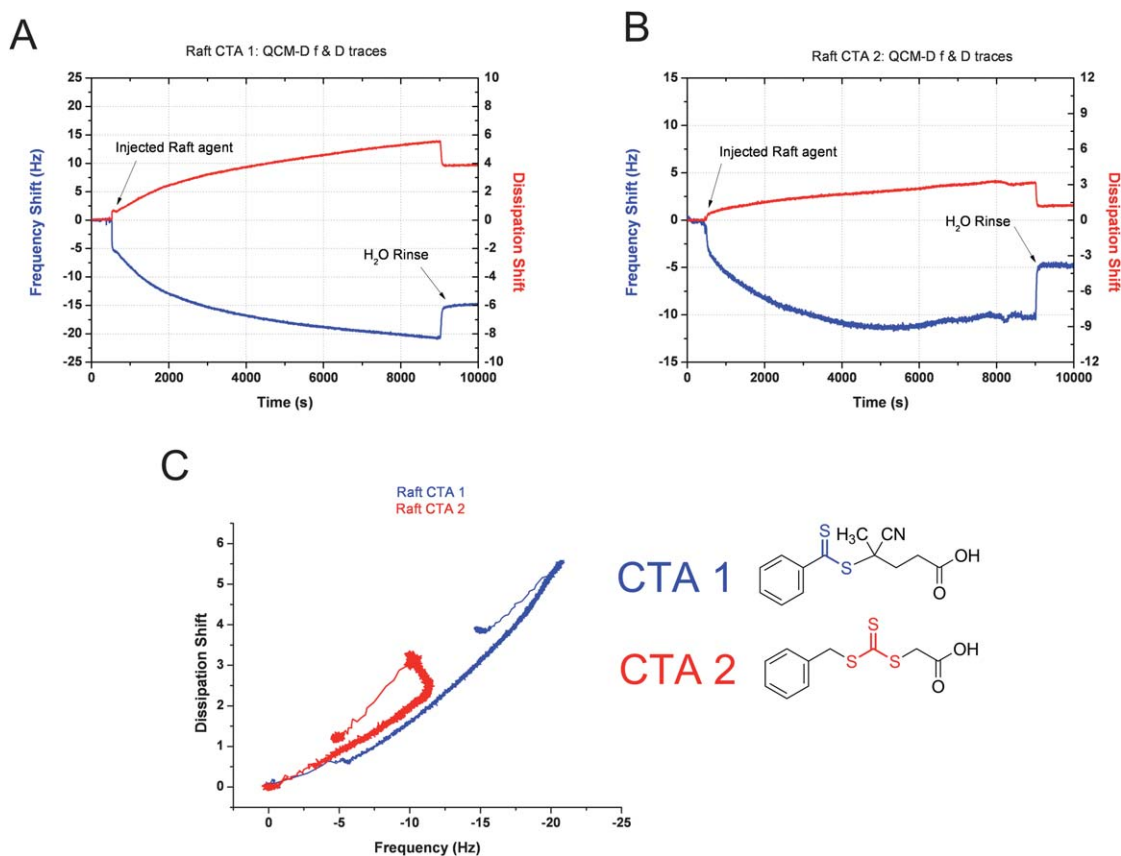 A
Raft CTA 1: QCM-D f & D traces
Frequency Shift (Hz)
25
20
15
10
5
0
-5
-10
-15
-20
-25
Injected Raft agent
H₂O Rinse
10
8
6
4
2
0
-2
-4
-6
-8
-10
Dissipation Shift
0 2000 4000 6000 8000 10000
Time (s)
B
Raft CTA 2: QCM-D f & D traces
Frequency Shift (Hz)
15
10
5
0
-5
-10
-15
Injected Raft agent
H₂O Rinse
12
9
6
3
0
-3
-6
-9
-12
Dissipation Shift
0 2000 4000 6000 8000 10000
Time (s)
C
Raft CTA 1
Raft CTA 2
Dissipation Shift
6
5
4
3
2
1
0
0 -5 -10 -15 -20 -25
Frequency (Hz)
CTA 1
S
H₃C CN
S
OH
O
CTA 2
S
S S
OH
O